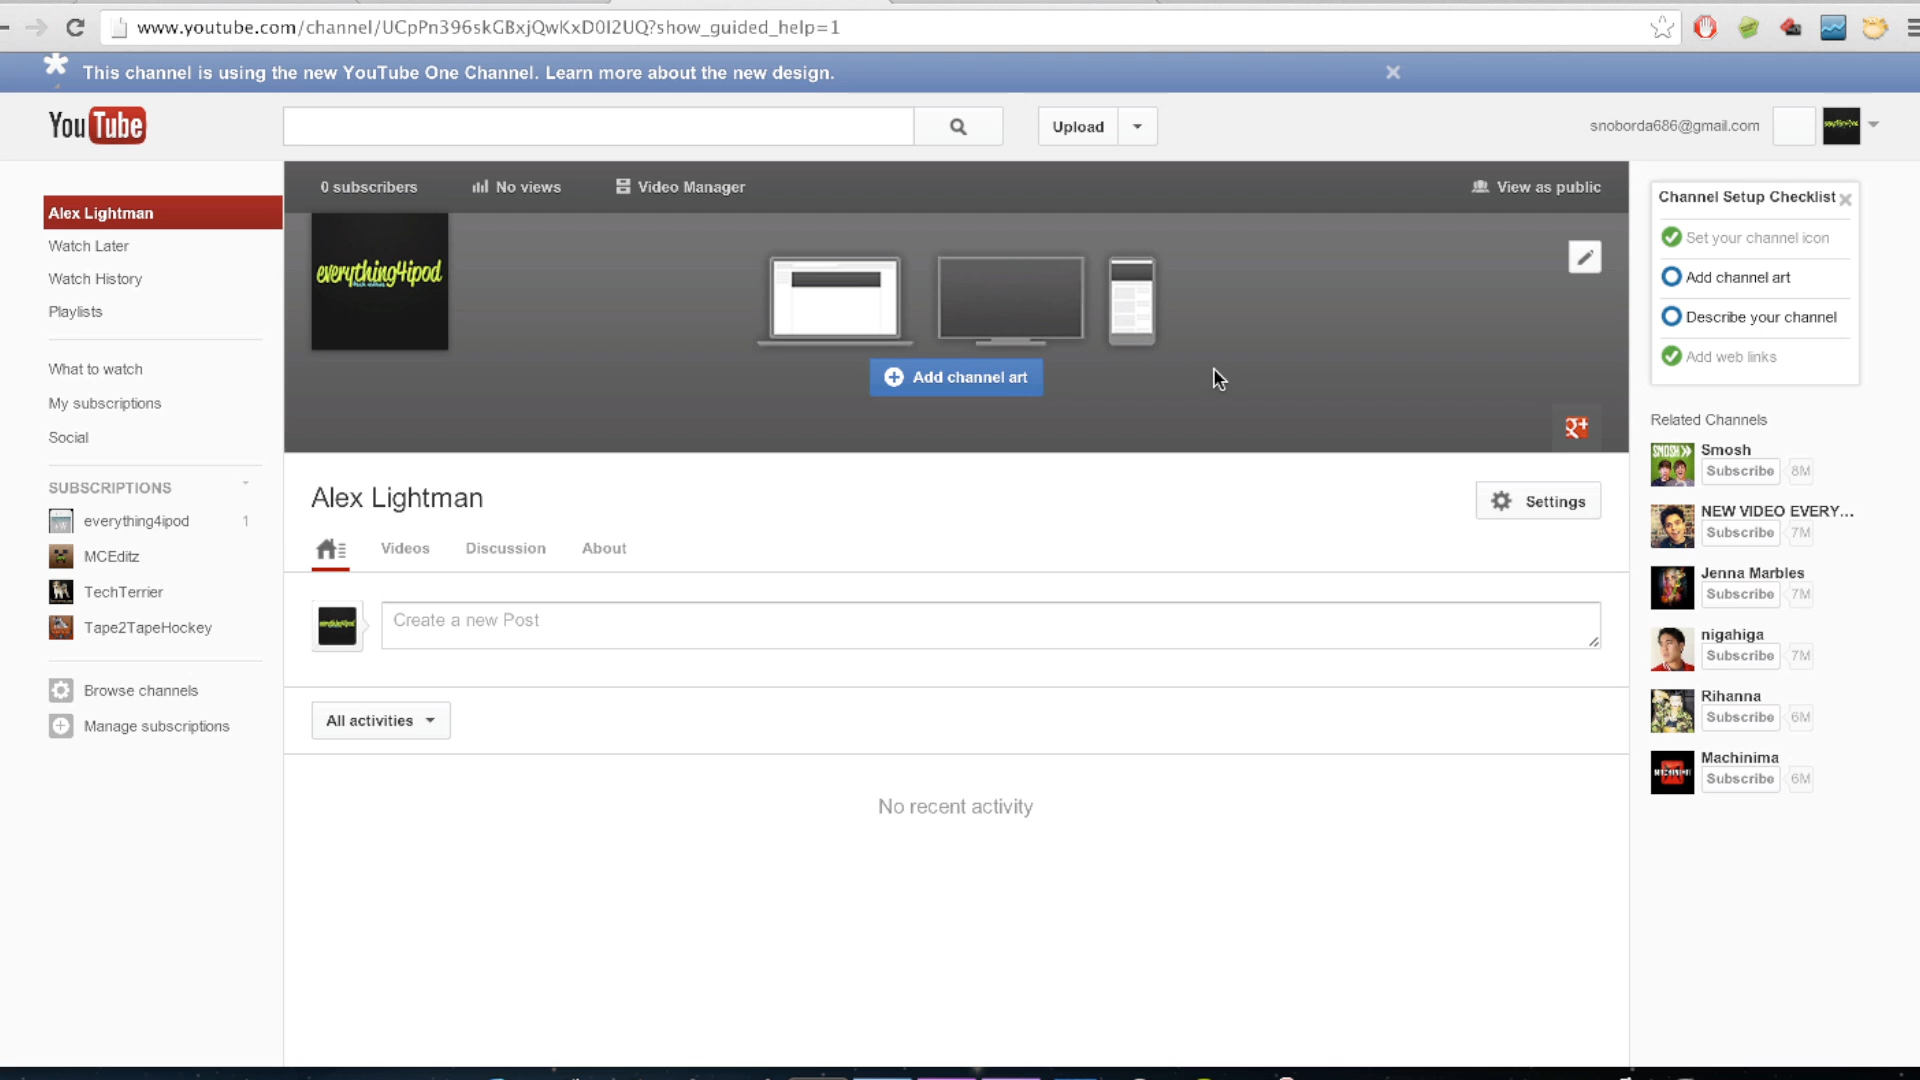 www.youtube.com/channel/UCpPn396skGBxjQwKxD0I2UQ?show_guided_help=1
This channel is using the new YouTube One Channel. Learn more about the new design.
YouTube
Upload
snoborda686@gmail.com
0 subscribers
No views
Video Manager
View as public
everything4ipod
Add channel art
g+
Alex Lightman
Watch Later
Watch History
Playlists
What to watch
My subscriptions
Social
SUBSCRIPTIONS
everything4ipod 1
MCEditz
TechTerrier
Tape2TapeHockey
Browse channels
Manage subscriptions
Alex Lightman
Settings
Videos
Discussion
About
Create a new Post
All activities
No recent activity
Channel Setup Checklist
Set your channel icon
Add channel art
Describe your channel
Add web links
Related Channels
SMOSH
Smosh
Subscribe 8M
NEW VIDEO EVERY...
Subscribe 7M
Jenna Marbles
Subscribe 7M
nigahiga
Subscribe 7M
Rihanna
Subscribe 6M
Machinima
Subscribe 6M